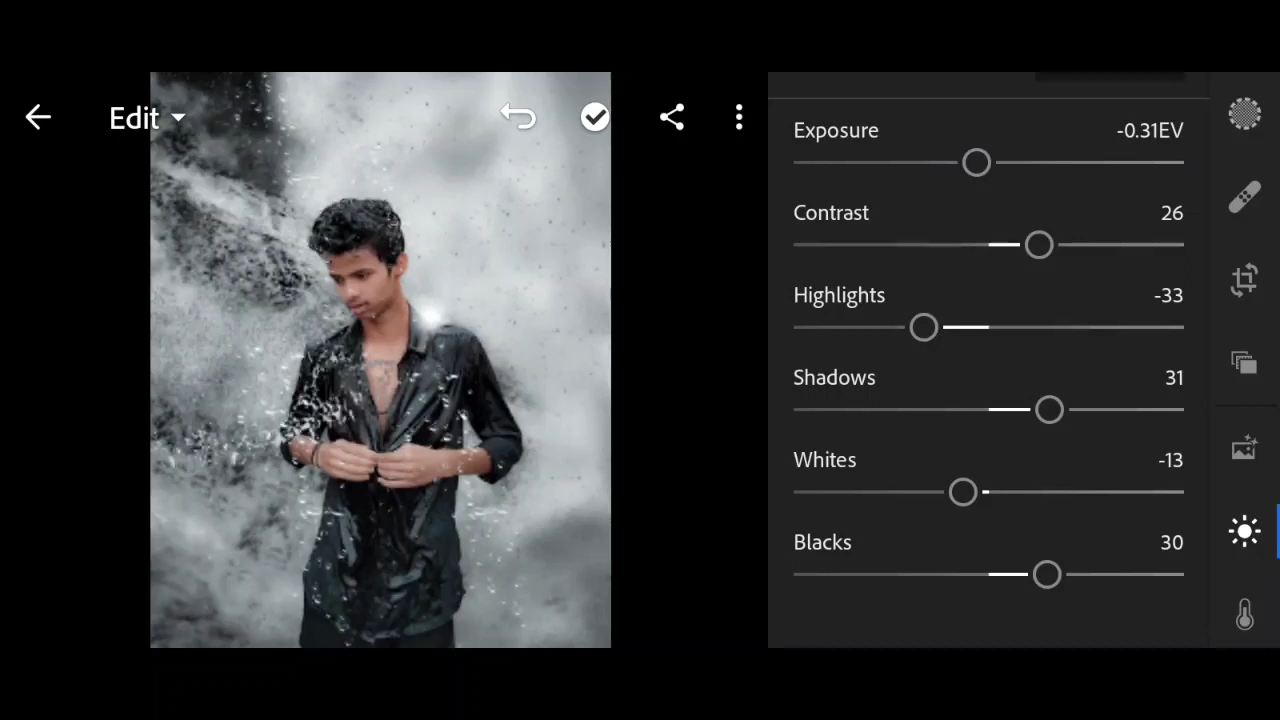 Edit
Exposure -0.31EV
Contrast 26
Highlights -33
Shadows 31
Whites -13
Blacks 30